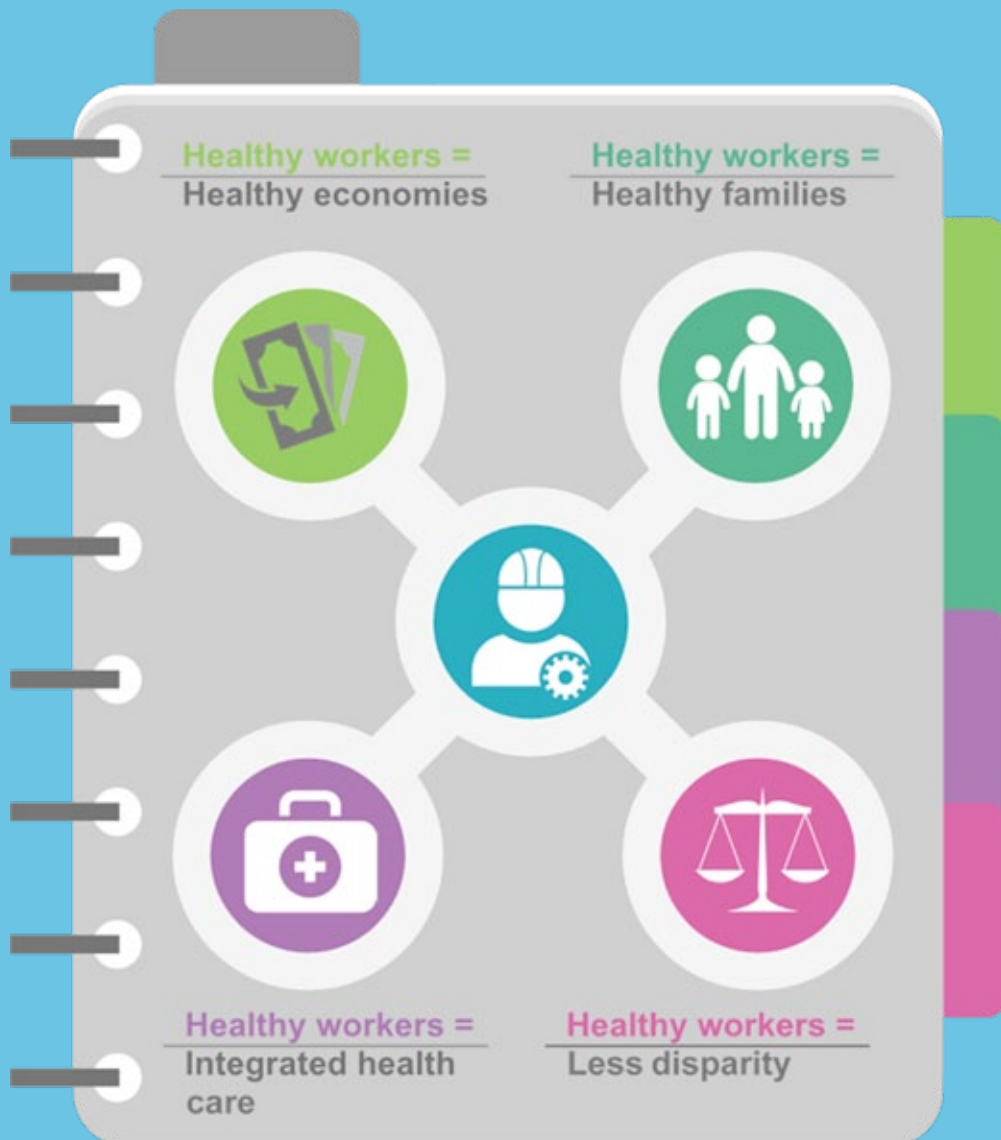 Healthy workers =
Healthy economies
Healthy workers =
Healthy families
Healthy workers =
Integrated health
care
Healthy workers =
Less disparity